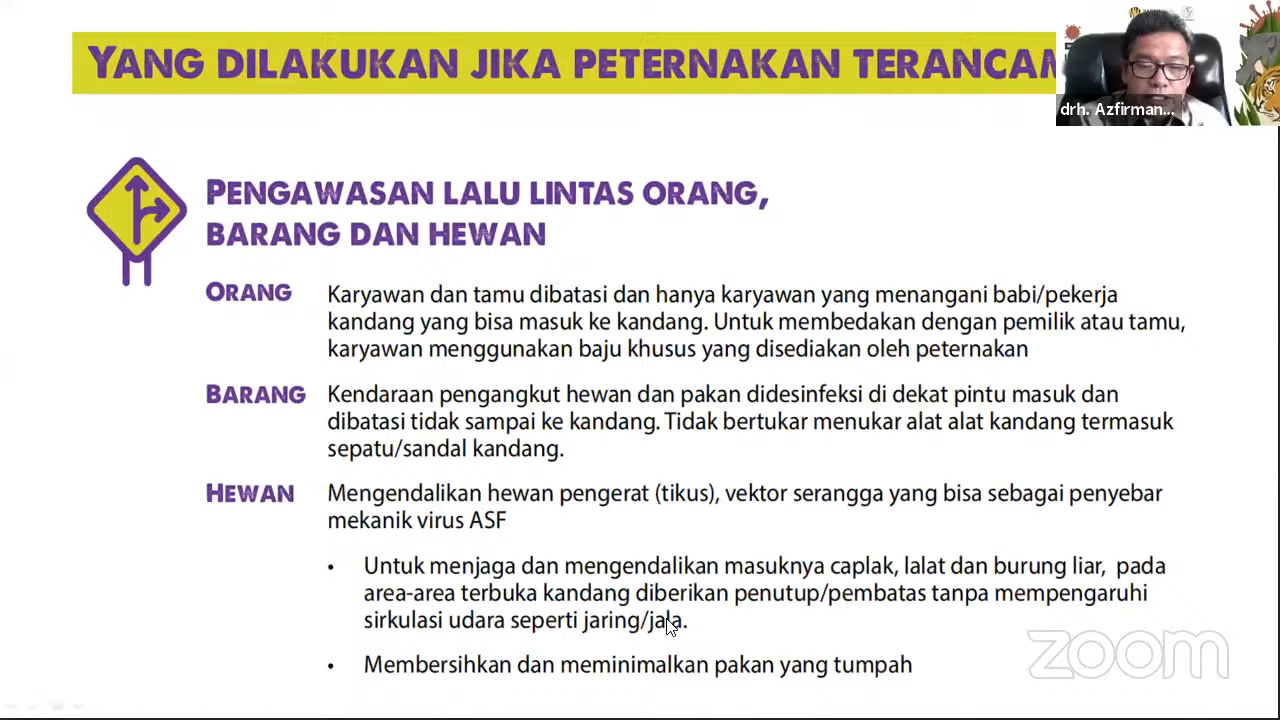 YANG DILAKUKAN JIKA PETERNAKAN TERANCAM
drh. Azfirman...
PENGAWASAN LALU LINTAS ORANG,
BARANG DAN HEWAN
ORANG
Karyawan dan tamu dibatasi dan hanya karyawan yang menangani babi/pekerja
kandang yang bisa masuk ke kandang. Untuk membedakan dengan pemilik atau tamu,
karyawan menggunakan baju khusus yang disediakan oleh peternakan
BARANG
Kendaraan pengangkut hewan dan pakan didesinfeksi di dekat pintu masuk dan
dibatasi tidak sampai ke kandang. Tidak bertukar menukar alat alat kandang termasuk
sepatu/sandal kandang.
HEWAN
Mengendalikan hewan pengerat (tikus), vektor serangga yang bisa sebagai penyebar
mekanik virus ASF
• Untuk menjaga dan mengendalikan masuknya caplak, lalat dan burung liar, pada
area-area terbuka kandang diberikan penutup/pembatas tanpa mempengaruhi
sirkulasi udara seperti jaring/jala.
• Membersihkan dan meminimalkan pakan yang tumpah
zoom